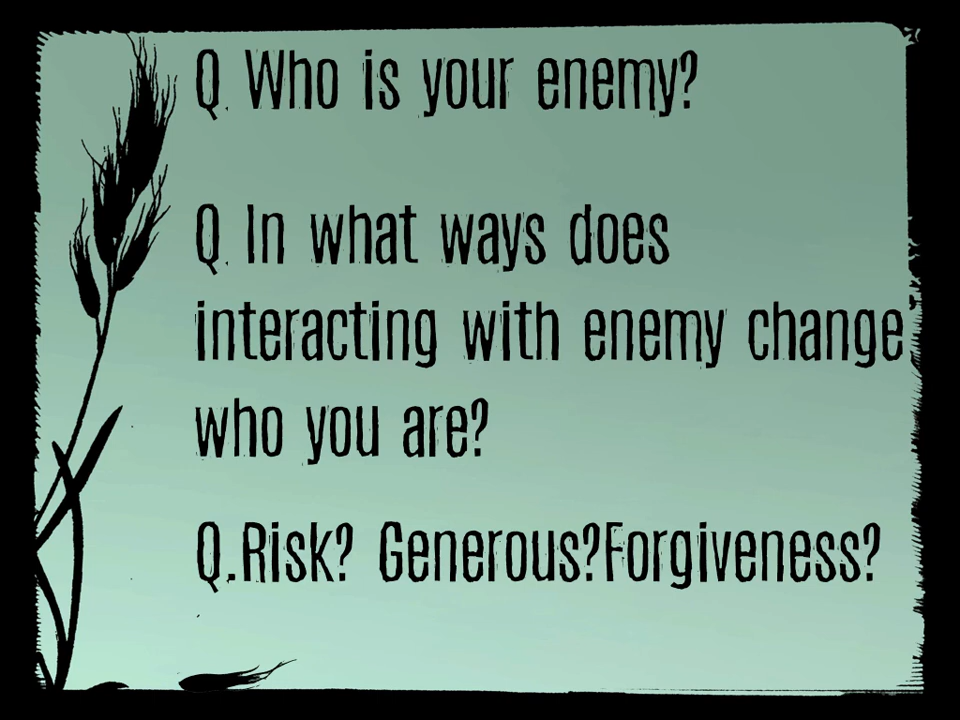 Q. Who is your enemy?
Q. In what ways does
interacting with enemy change
who you are?
Q.Risk? Generous?Forgiveness?